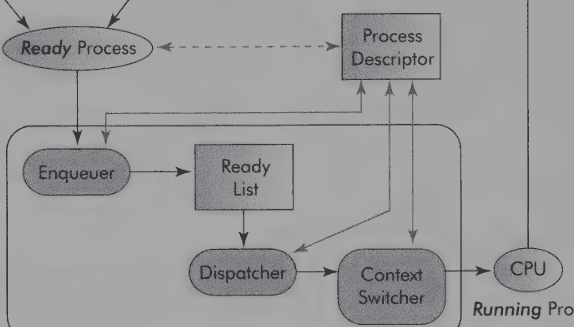 Ready Process
Process
Descriptor
Enqueuer
Ready
List
Dispatcher
Context
Switcher
CPU
Running Pro